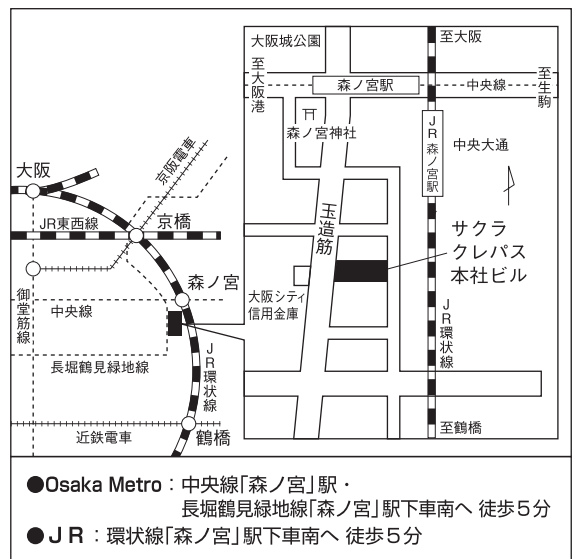 大阪城公園
至大阪
至大阪港
森ノ宮駅
中央線
至生駒
森ノ宮神社
JR森ノ宮駅
中央大通
京阪電車
大阪
玉造筋
JR東西線
京橋
サクラ
クレパス
本社ビル
森ノ宮
大阪シティ
信用金庫
御堂筋線
中央線
JR環状線
長堀鶴見緑地線
JR環状線
近鉄電車
鶴橋
至鶴橋
●Osaka Metro：中央線「森ノ宮」駅・
長堀鶴見緑地線「森ノ宮」駅下車南へ 徒歩5分
●JR：環状線「森ノ宮」駅下車南へ 徒歩5分